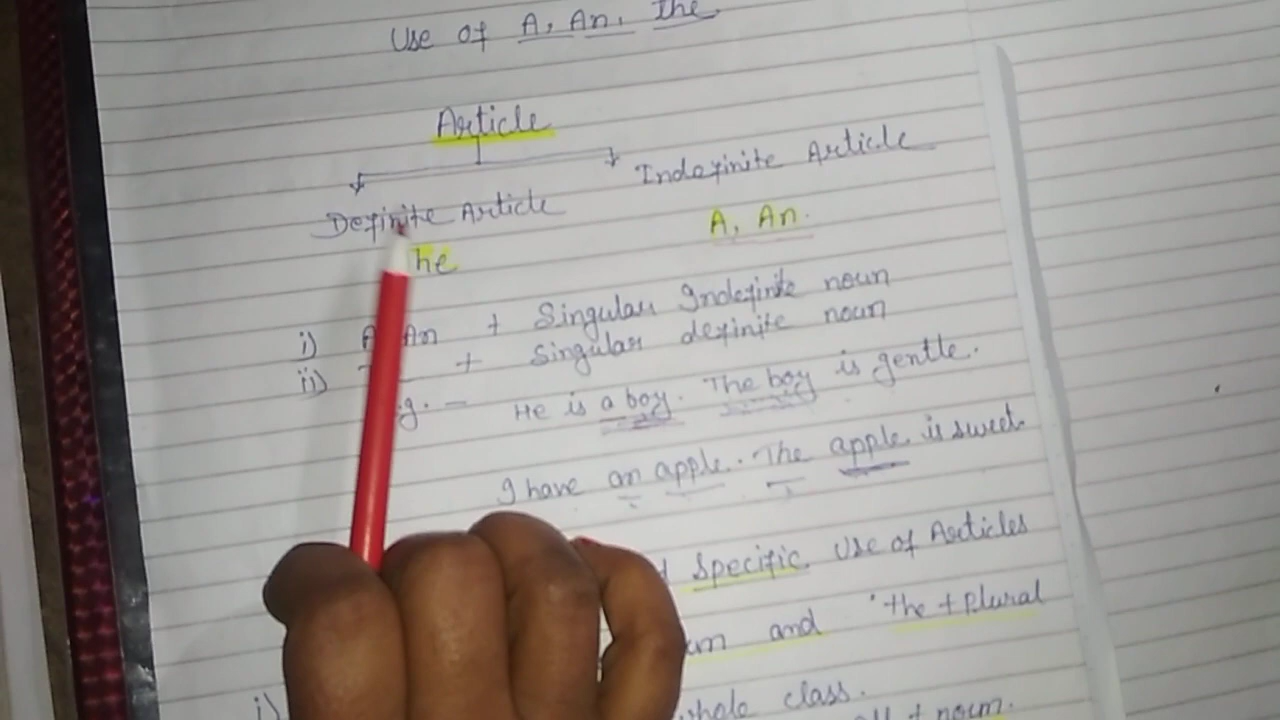 Use of A, An, The
Article
Definite Article
Indefinite Article
he
A, An.
i) A An + Singular Indefinite noun
ii) + Singular definite noun
g. - He is a boy. The boy is gentle.
I have an apple. The apple is sweet
Specific Use of Articles
and 'the + Plural
i) whole class.
+ noun.